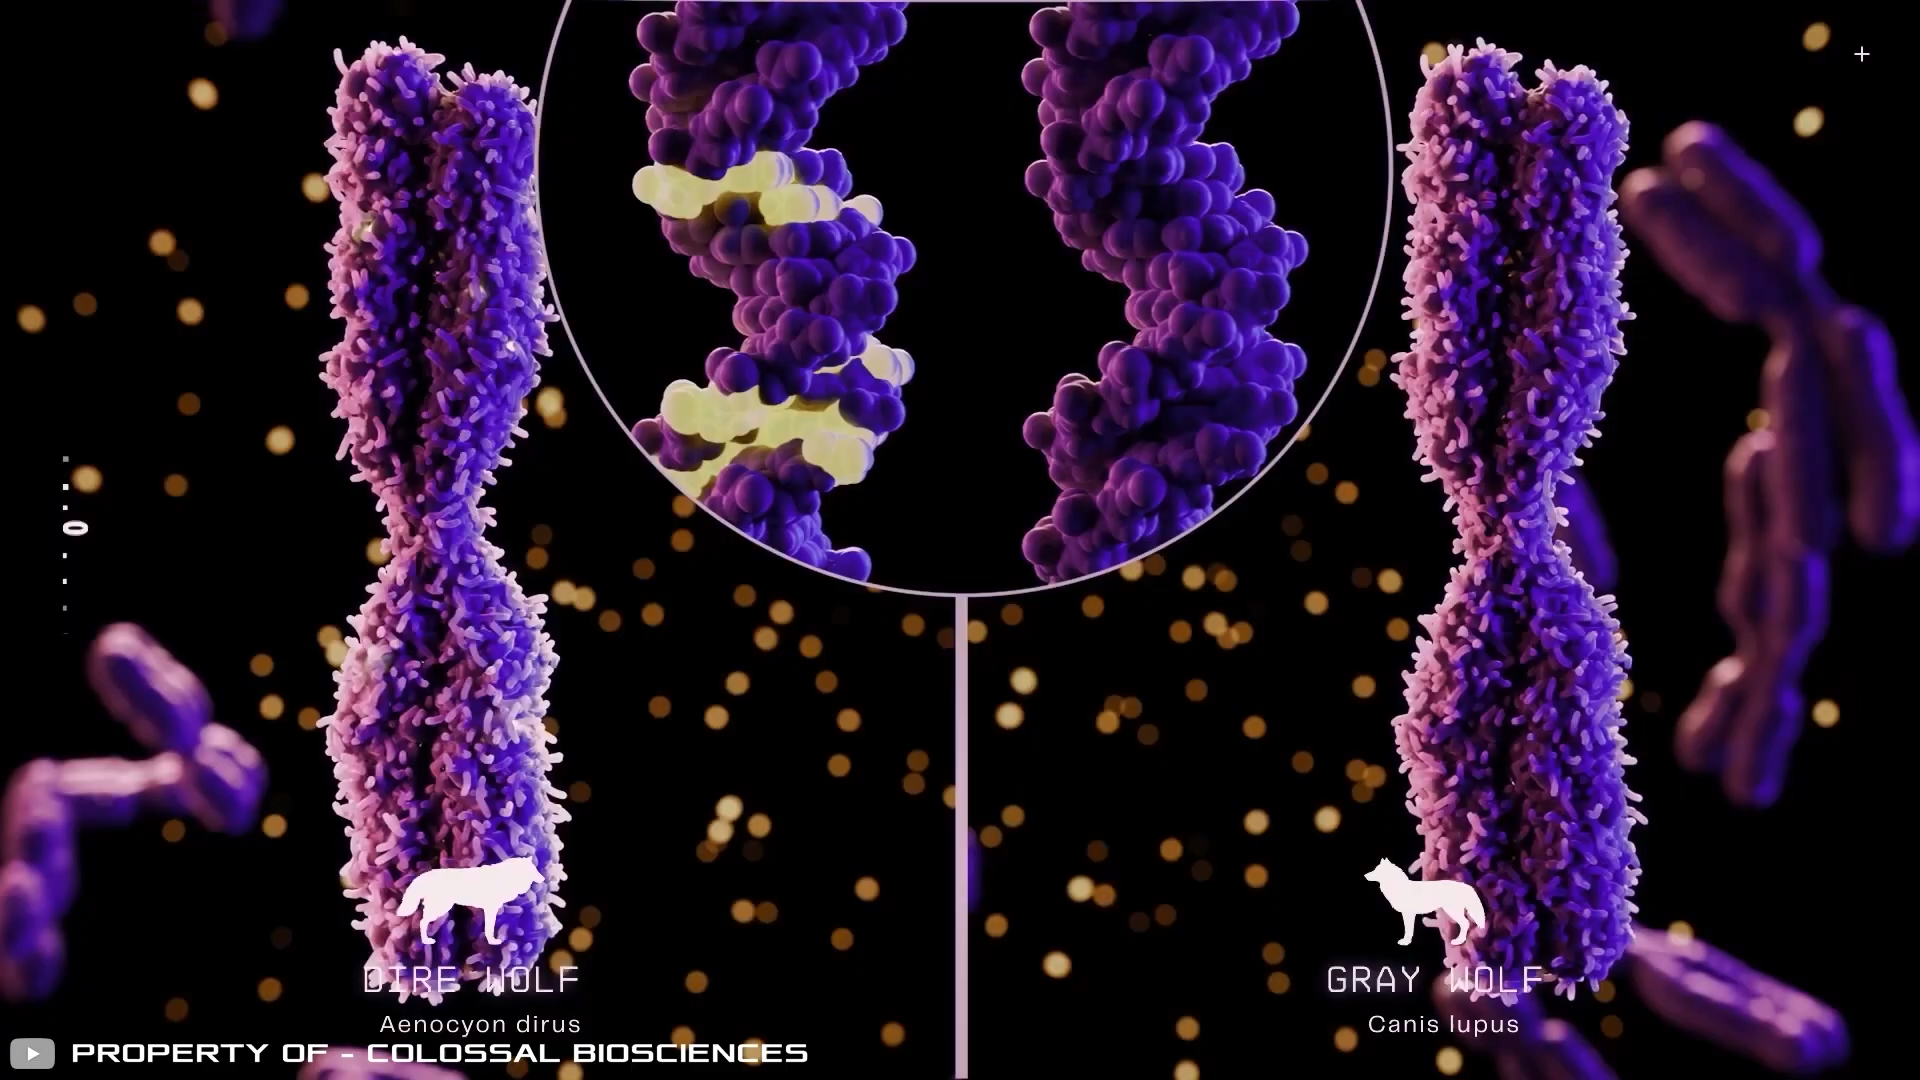 DIRE WOLF
Aenocyon dirus
GRAY WOLF
Canis lupus
PROPERTY OF - COLOSSAL BIOSCIENCES